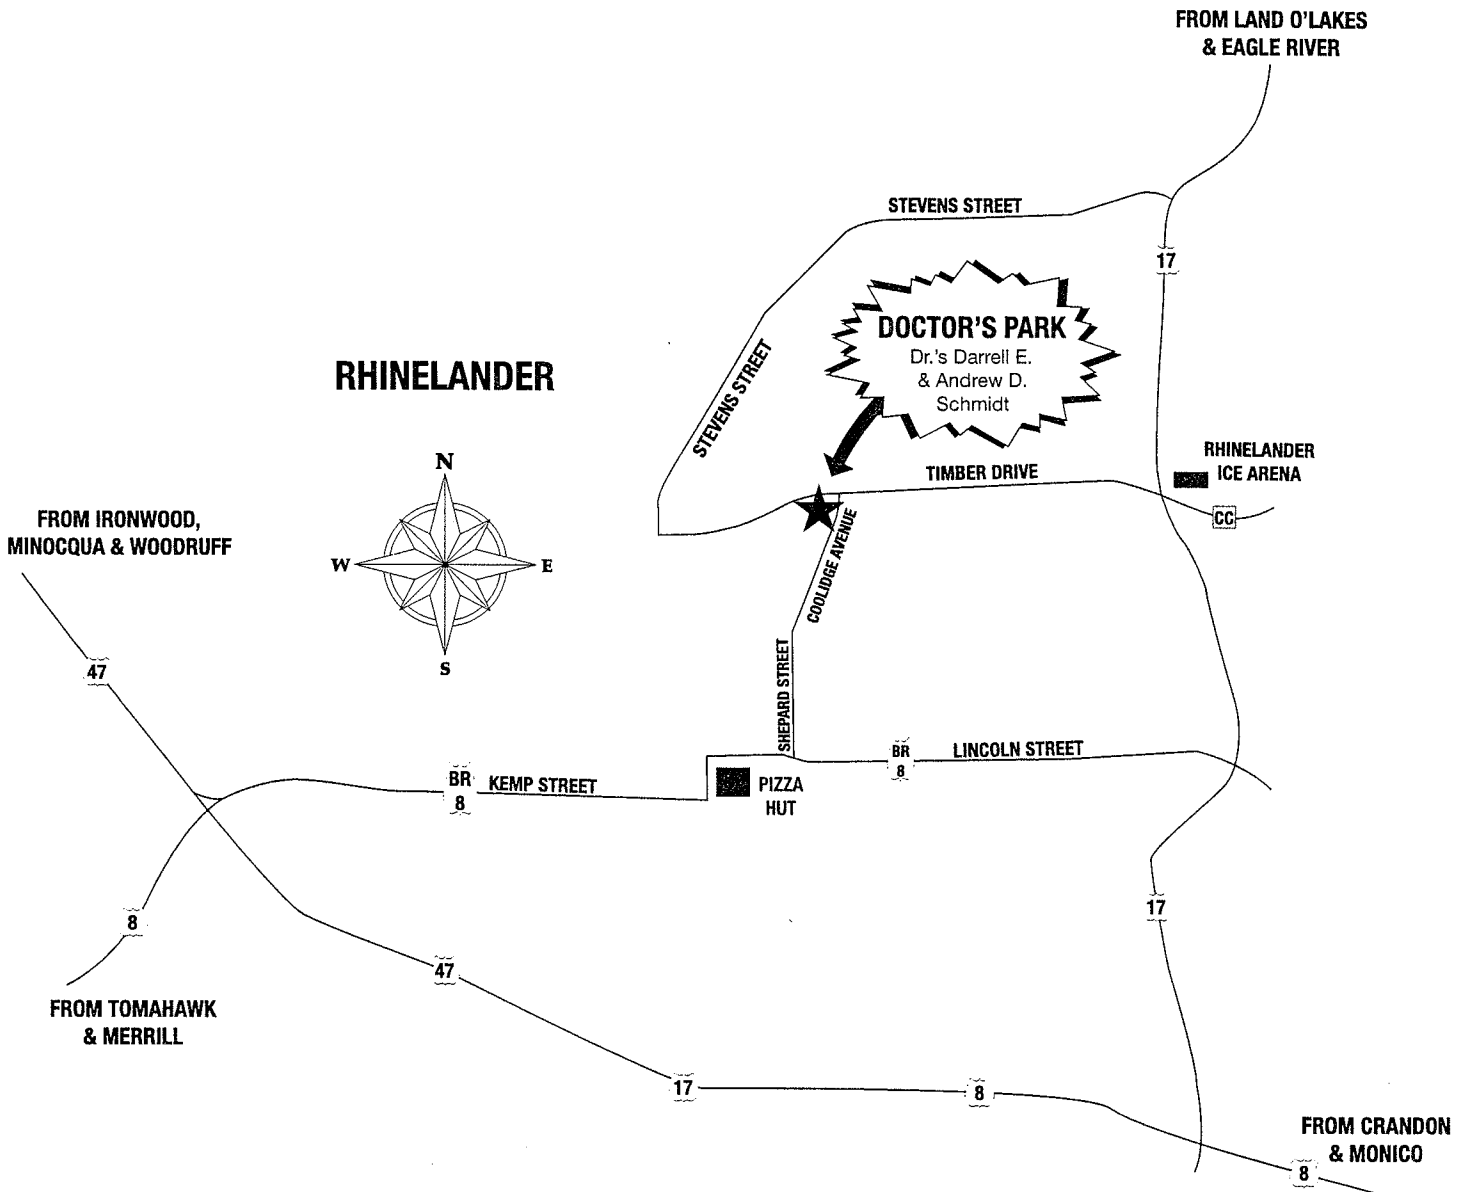 FROM LAND O'LAKES
& EAGLE RIVER
STEVENS STREET
17
DOCTOR'S PARK
Dr.'s Darrell E.
& Andrew D.
Schmidt
RHINELANDER
STEVENS STREET
RHINELANDER
ICE ARENA
TIMBER DRIVE
N
CC
FROM IRONWOOD,
MINOCQUA & WOODRUFF
COOLIDGE AVENUE
W
E
S
47
SHEPARD STREET
BR
8
LINCOLN STREET
BR
8
KEMP STREET
PIZZA
HUT
17
8
47
FROM TOMAHAWK
& MERRILL
17
8
FROM CRANDON
& MONICO
8